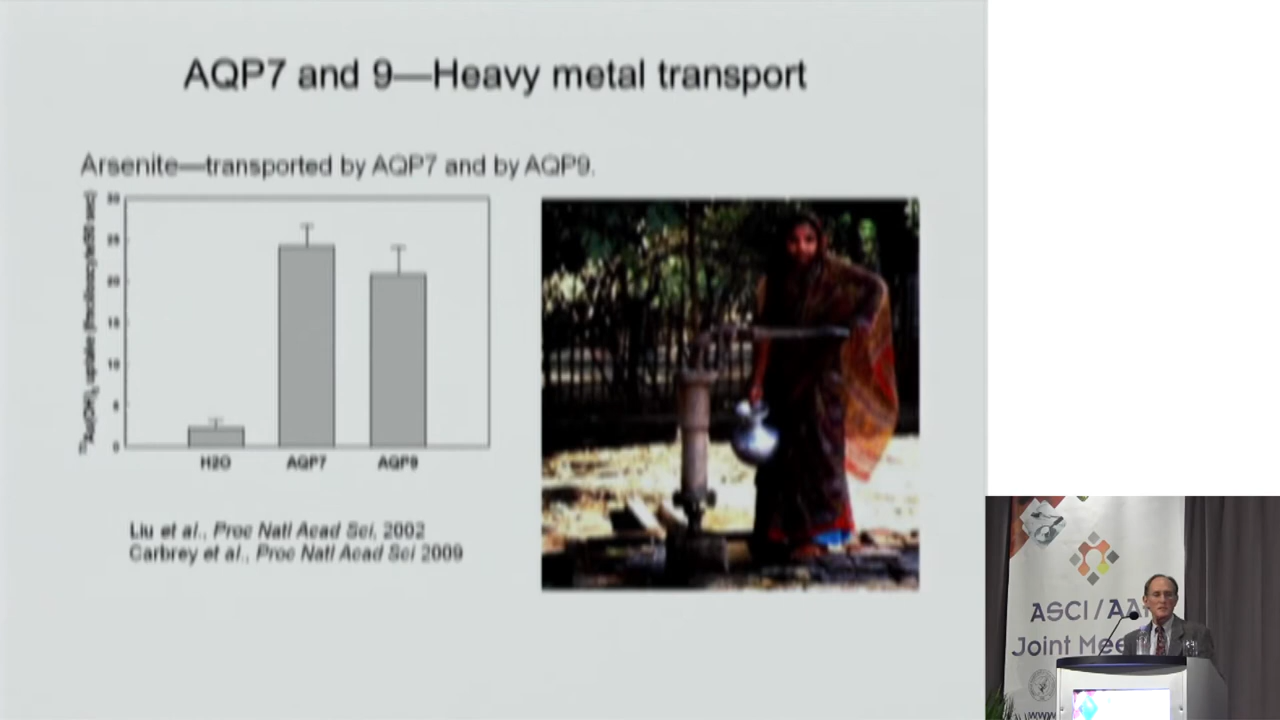 AQP7 and 9—Heavy metal transport
Arsenite—transported by AQP7 and by AQP9.
30
25
20
15
10
5
0
H2O AQP7 AQP9
Liu et al., Proc Natl Acad Sci, 2002
Carbrey et al., Proc Natl Acad Sci 2009
ASCI / AA
Joint Mee
www